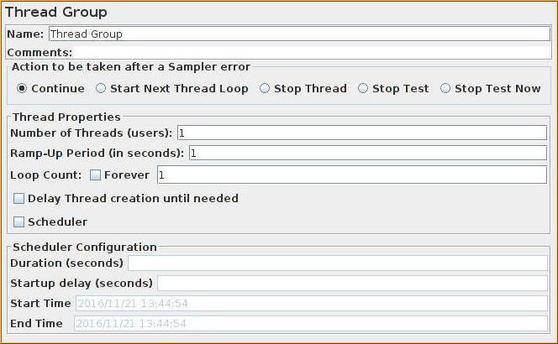 Thread Group
Name: Thread Group
Comments:
Action to be taken after a Sampler error
Continue Start Next Thread Loop Stop Thread Stop Test Stop Test Now
Thread Properties
Number of Threads (users): 1
Ramp-Up Period (in seconds): 1
Loop Count: Forever 1
Delay Thread creation until needed
Scheduler
Scheduler Configuration
Duration (seconds)
Startup delay (seconds)
Start Time 2016/11/21 13:44:54
End Time 2016/11/21 13:44:54